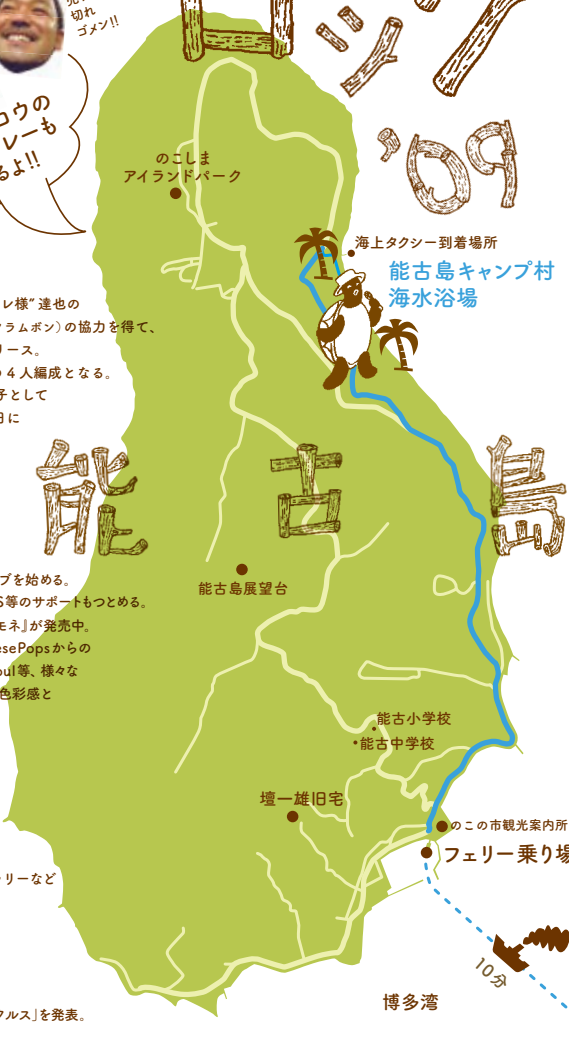 切れ
ゴメン!!
コウの
レーも
るよ!!
ロ
シ
'09
のこしま
アイランドパーク
海上タクシー到着場所
能古島キャンプ村
海水浴場
レ様”達也の
クラムボン)の協力を得て、
リース。
の4人編成となる。
子として
日に
能古島
ブを始める。
S等のサポートもつとめる。
モネ』が発売中。
esePopsからの
oul等、様々な
色彩感と
能古島展望台
能古小学校
能古中学校
壇一雄旧宅
のこの市観光案内所
フェリー乗り場
ラリーなど
10分
博多湾
クルス」を発表。